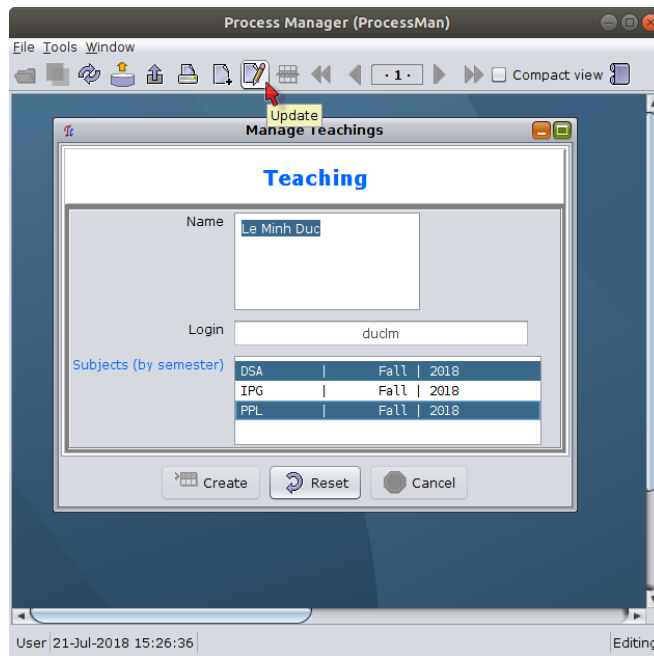 Process Manager (ProcessMan)
File Tools Window
· 1 · Compact view
Update
Manage Teachings
Teaching
Name Le Minh Duc
Login duclm
Subjects (by semester)
DSA | Fall | 2018
IPG | Fall | 2018
PPL | Fall | 2018
Create Reset Cancel
User 21-Jul-2018 15:26:36 Editing